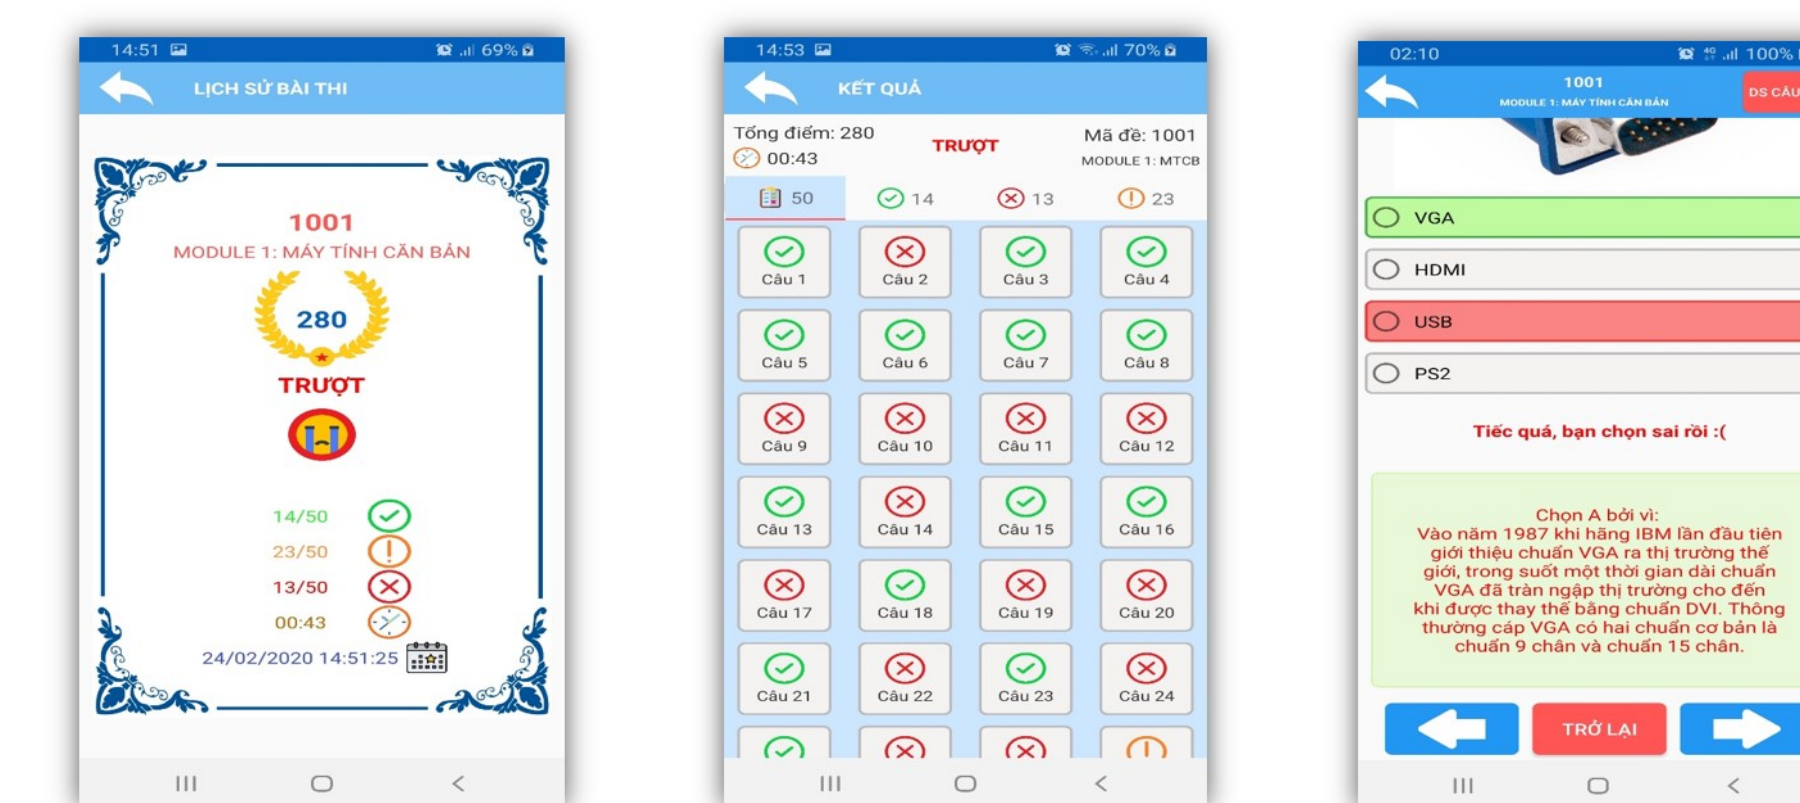 14:51
69%
LỊCH SỬ BÀI THI
1001
MODULE 1: MÁY TÍNH CĂN BẢN
280
TRƯỢT
14/50
23/50
13/50
00:43
24/02/2020 14:51:25
14:53
70%
KẾT QUẢ
Tổng điểm: 280
TRƯỢT
Mã đề: 1001
00:43
MODULE 1: MTCB
50 14 13 23
Câu 1 Câu 2 Câu 3 Câu 4
Câu 5 Câu 6 Câu 7 Câu 8
Câu 9 Câu 10 Câu 11 Câu 12
Câu 13 Câu 14 Câu 15 Câu 16
Câu 17 Câu 18 Câu 19 Câu 20
Câu 21 Câu 22 Câu 23 Câu 24
02:10
4G
100%
1001
MODULE 1: MÁY TÍNH CĂN BẢN
DS CÂU
VGA
HDMI
USB
PS2
Tiếc quá, bạn chọn sai rồi :(
Chọn A bởi vì:
Vào năm 1987 khi hãng IBM lần đầu tiên
giới thiệu chuẩn VGA ra thị trường thế
giới, trong suốt một thời gian dài chuẩn
VGA đã tràn ngập thị trường cho đến
khi được thay thế bằng chuẩn DVI. Thông
thường cáp VGA có hai chuẩn cơ bản là
chuẩn 9 chân và chuẩn 15 chân.
TRỞ LẠI